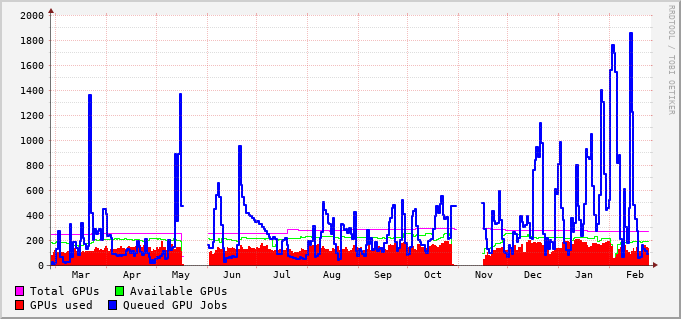 RRDTOOL / TOBI OETIKER
2000
1800
1600
1400
1200
1000
800
600
400
200
0
Mar Apr May Jun Jul Aug Sep Oct Nov Dec Jan Feb
Total GPUs Available GPUs
GPUs used Queued GPU Jobs